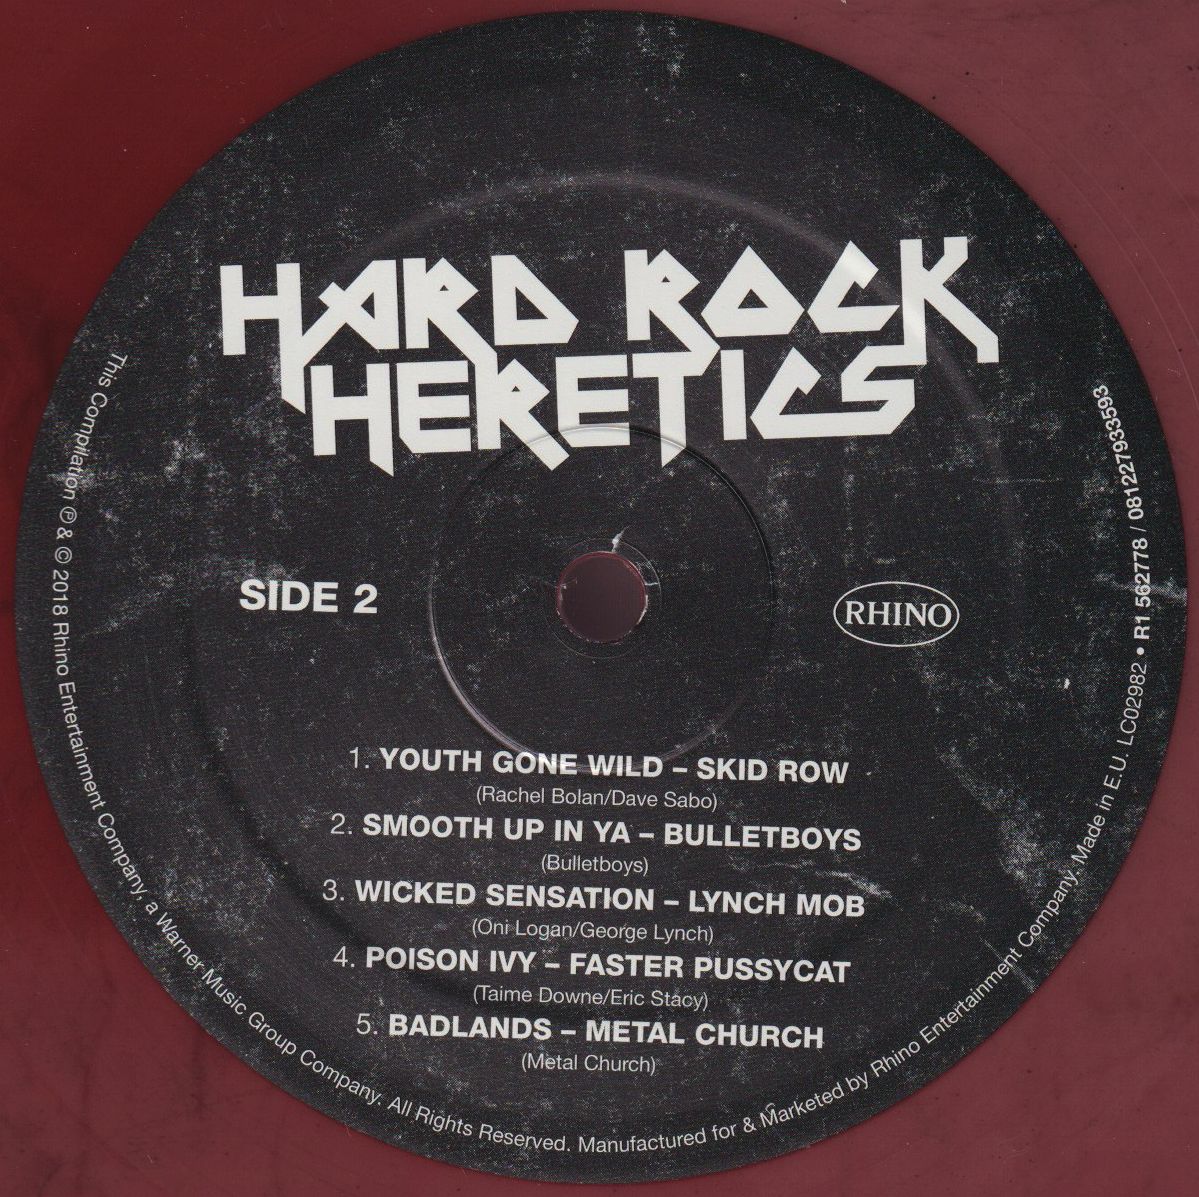 HARD ROCK
HERETICS
SIDE 2
RHINO
1. YOUTH GONE WILD – SKID ROW
(Rachel Bolan/Dave Sabo)
2. SMOOTH UP IN YA – BULLETBOYS
(Bulletboys)
3. WICKED SENSATION – LYNCH MOB
(Oni Logan/George Lynch)
4. POISON IVY – FASTER PUSSYCAT
(Taime Downe/Eric Stacy)
5. BADLANDS – METAL CHURCH
(Metal Church)
This Compilation ℗ & © 2018 Rhino Entertainment Company, a Warner Music Group Company. All Rights Reserved. Manufactured for & Marketed by Rhino Entertainment Company. Made in E.U. LC02982 • R1 562778 / 081227933593